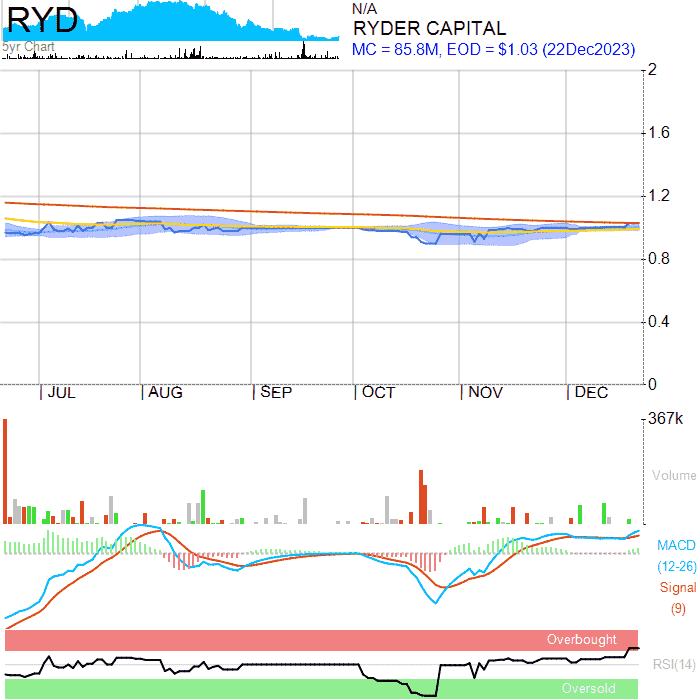 RYD
5yr Chart
N/A
RYDER CAPITAL
MC = 85.8M, EOD = $1.03 (22Dec2023)
2
1.6
1.2
0.8
0.4
0
JUL AUG SEP OCT NOV DEC
367k
Volume
MACD
(12-26)
Signal
(9)
Overbought
RSI(14)
Oversold